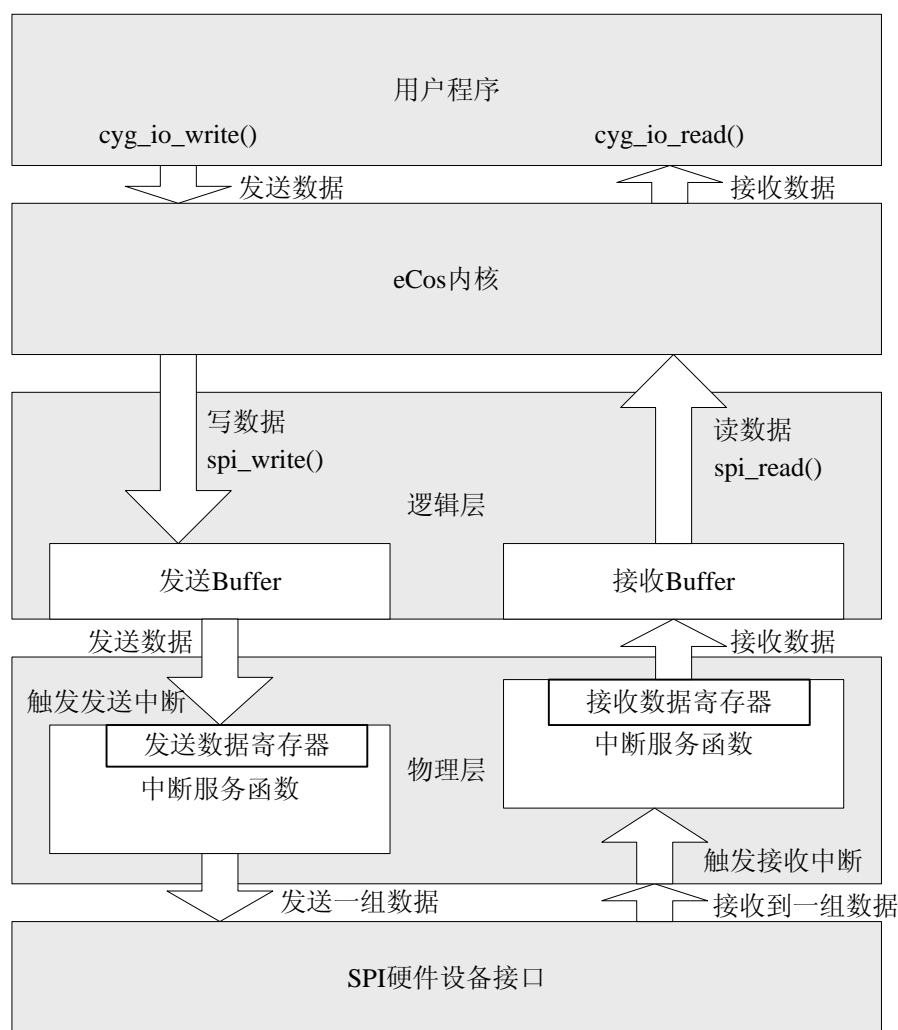 用户程序
cyg_io_write()
cyg_io_read()
发送数据
接收数据
eCos内核
写数据
spi_write()
读数据
spi_read()
逻辑层
发送Buffer
接收Buffer
发送数据
接收数据
触发发送中断
接收数据寄存器
中断服务函数
发送数据寄存器
中断服务函数
物理层
触发接收中断
发送一组数据
接收到一组数据
SPI硬件设备接口